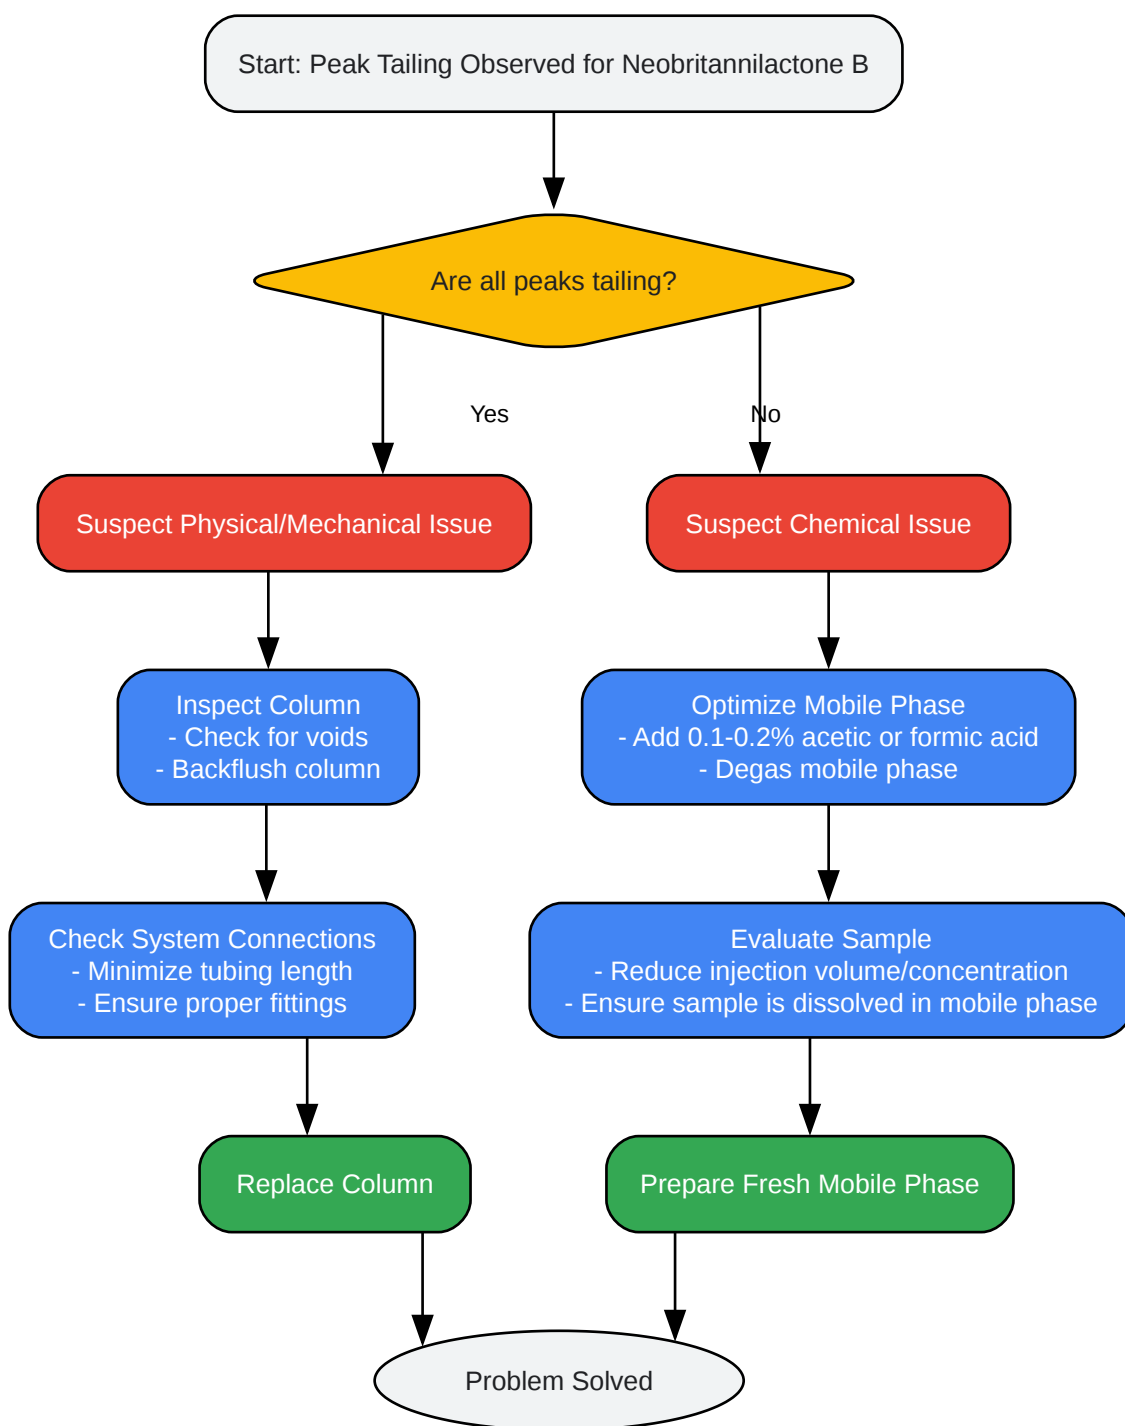 Start: Peak Tailing Observed for Neobritannilactone B
Are all peaks tailing?
Yes
No
Suspect Physical/Mechanical Issue
Suspect Chemical Issue
Inspect Column
- Check for voids
- Backflush column
Optimize Mobile Phase
- Add 0.1-0.2% acetic or formic acid
- Degas mobile phase
Check System Connections
- Minimize tubing length
- Ensure proper fittings
Evaluate Sample
- Reduce injection volume/concentration
- Ensure sample is dissolved in mobile phase
Replace Column
Prepare Fresh Mobile Phase
Problem Solved